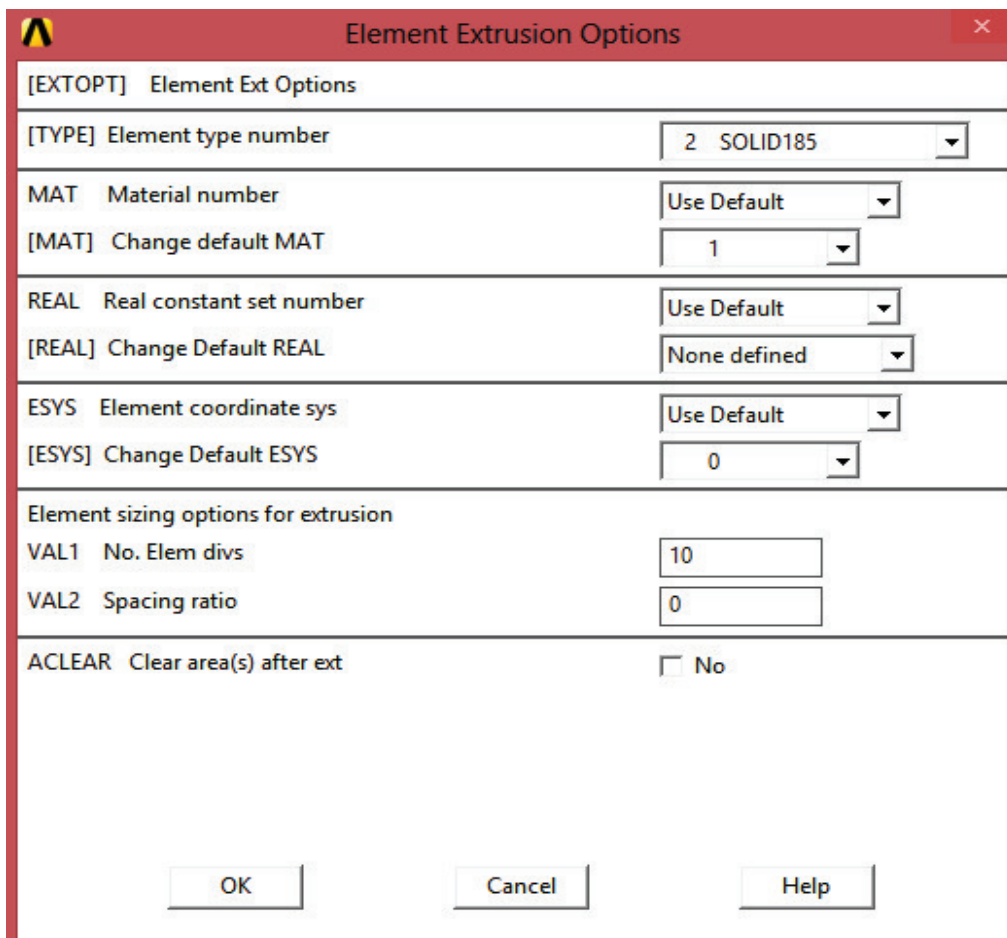 Element Extrusion Options
[EXTOPT] Element Ext Options
[TYPE] Element type number 2 SOLID185
MAT Material number Use Default
[MAT] Change default MAT 1
REAL Real constant set number Use Default
[REAL] Change Default REAL None defined
ESYS Element coordinate sys Use Default
[ESYS] Change Default ESYS 0
Element sizing options for extrusion
VAL1 No. Elem divs 10
VAL2 Spacing ratio 0
ACLEAR Clear area(s) after ext No
OK Cancel Help